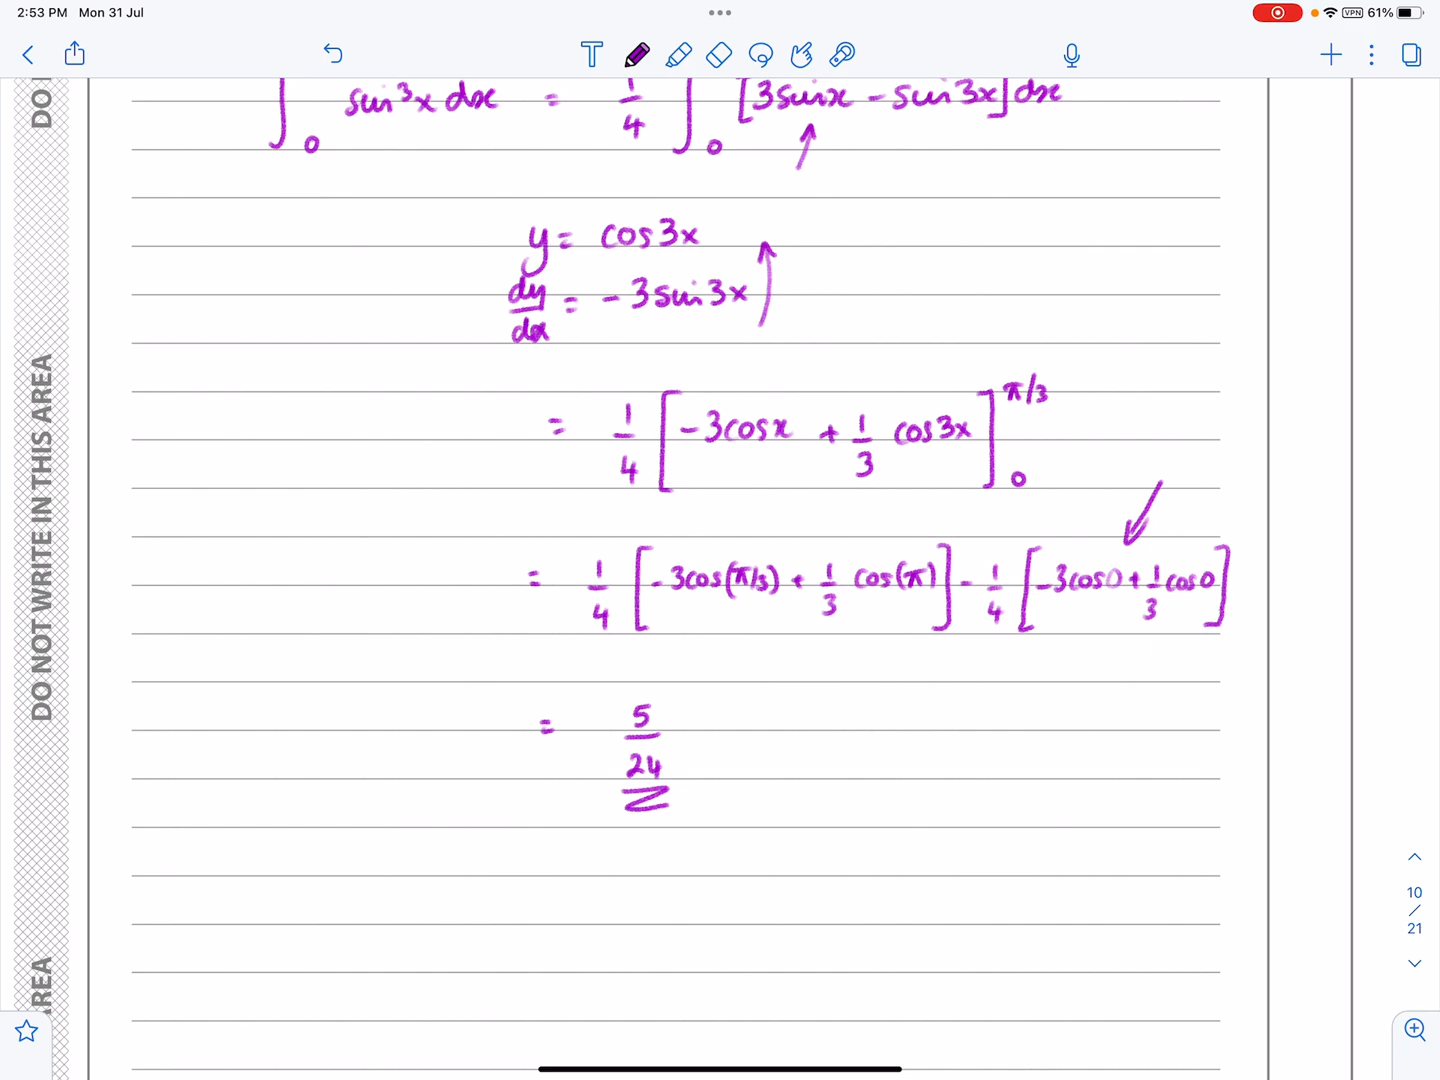 2:53 PM Mon 31 Jul
VPN 61%
T
DO
∫₀ sin³x dx = 1/4 ∫₀ [3sinx - sin3x] dx
y = cos3x
dy/dx = -3sin3x
= 1/4 [-3cosx + 1/3 cos3x]₀^π/3
DO NOT WRITE IN THIS AREA
= 1/4 [-3cos(π/3) + 1/3 cos(π)] - 1/4 [-3cos0 + 1/3 cos0]
= 5/24
10
/
21
AREA